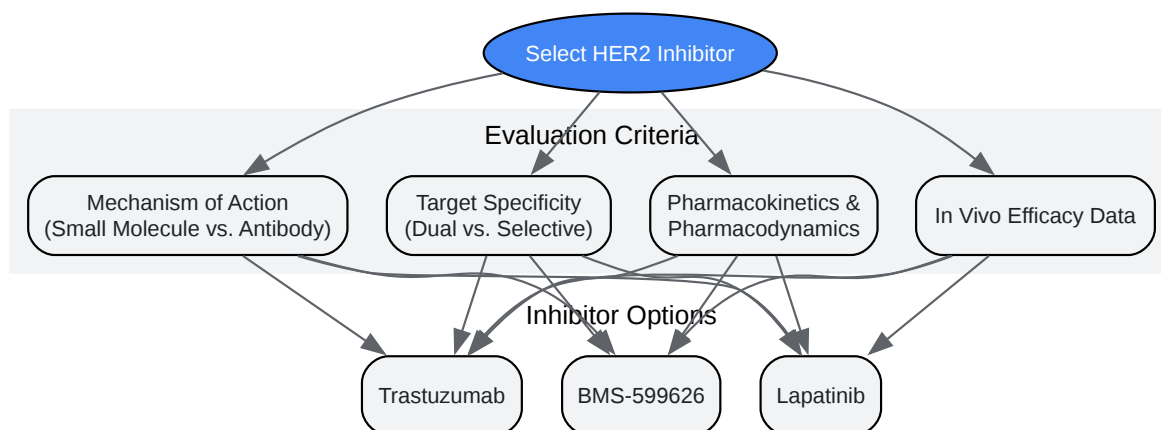 Select HER2 Inhibitor
Evaluation Criteria
Mechanism of Action
(Small Molecule vs. Antibody)
Target Specificity
(Dual vs. Selective)
Pharmacokinetics &
Pharmacodynamics
In Vivo Efficacy Data
Inhibitor Options
Trastuzumab
BMS-599626
Lapatinib